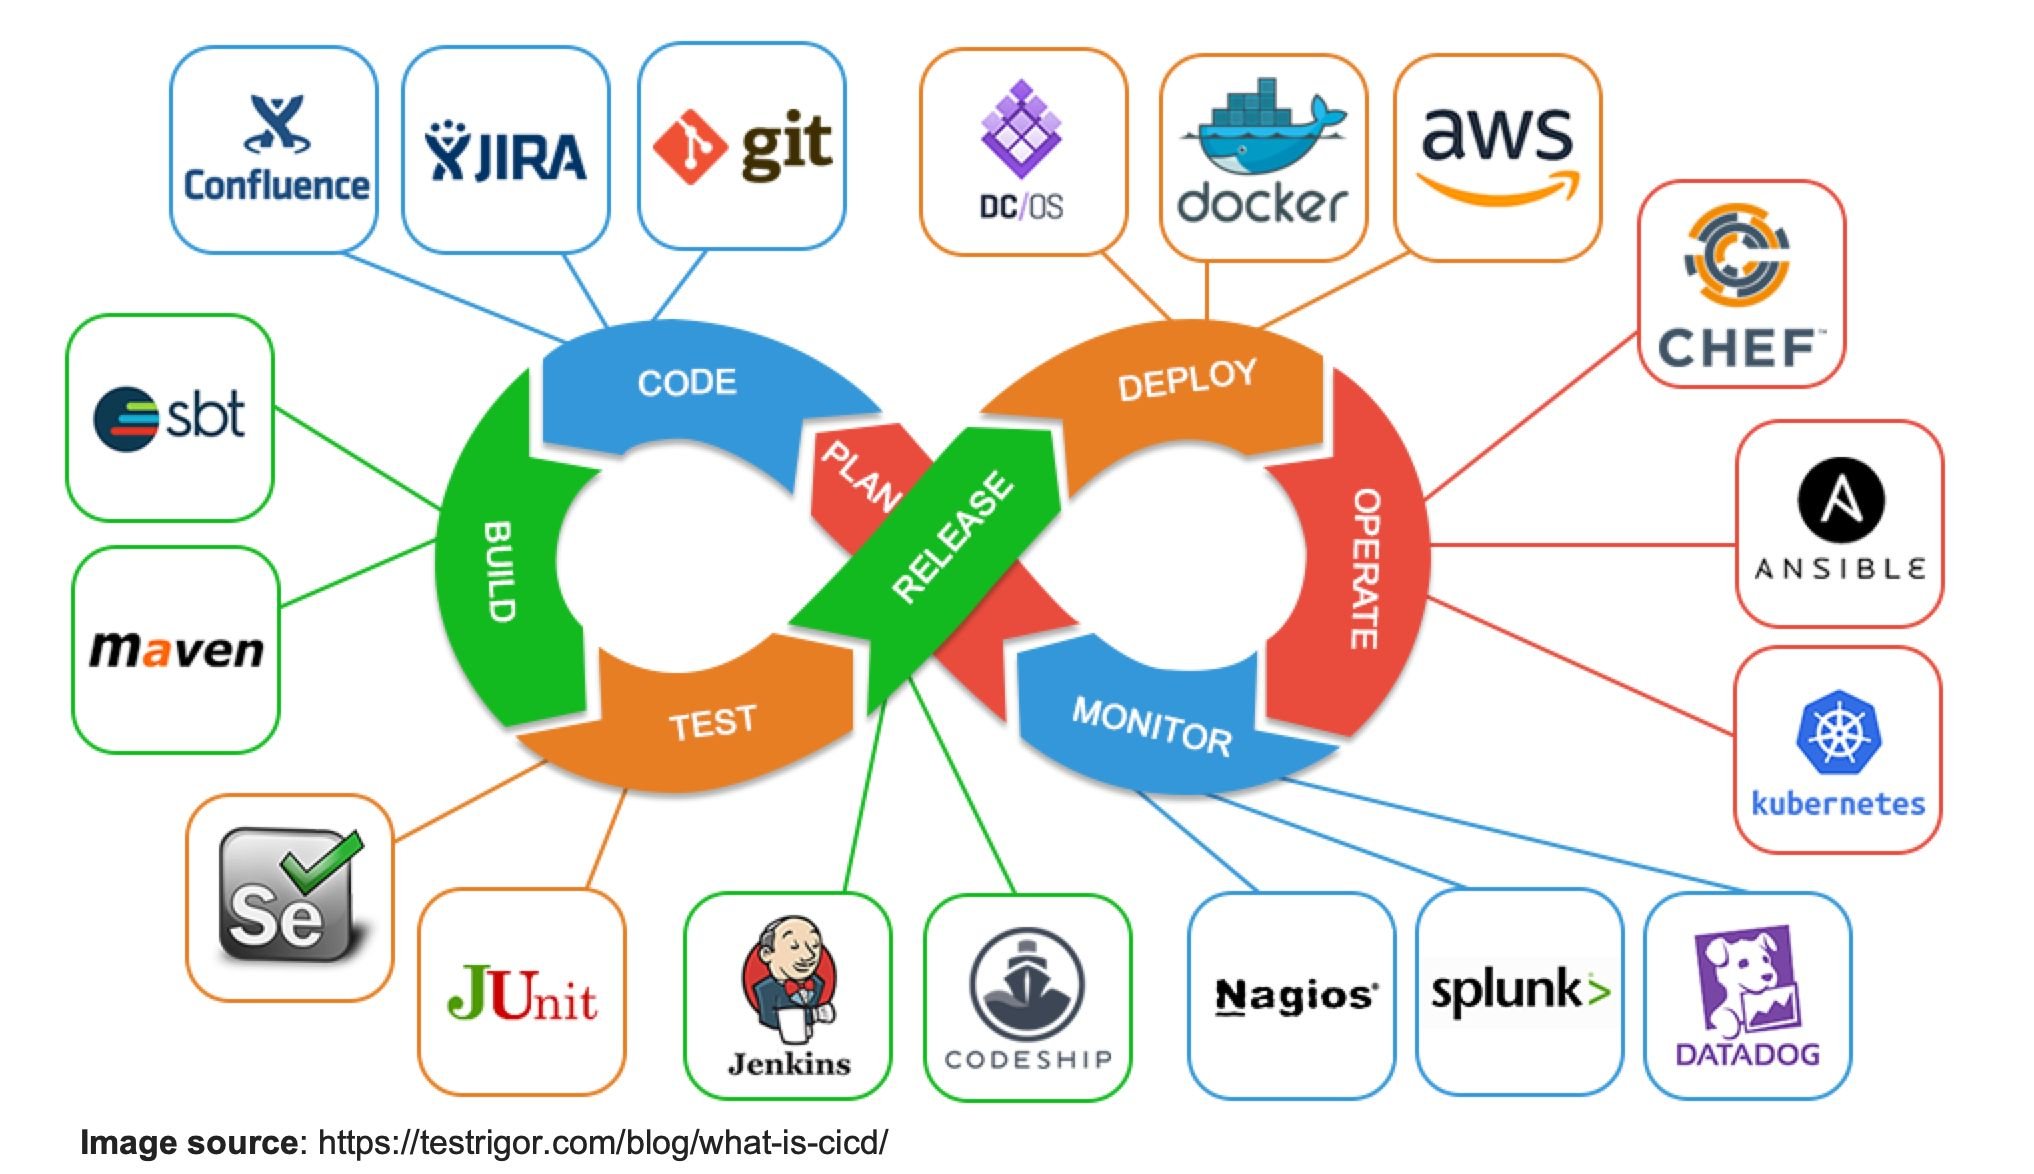 Confluence
JIRA
git
DC/OS
docker
aws
CHEF™
sbt
CODE
DEPLOY
PLAN
RELEASE
BUILD
OPERATE
ANSIBLE
maven
TEST
MONITOR
kubernetes
Se
JUnit
Jenkins
CODESHIP
Nagios®
splunk>
DATADOG
Image source: https://testrigor.com/blog/what-is-cicd/